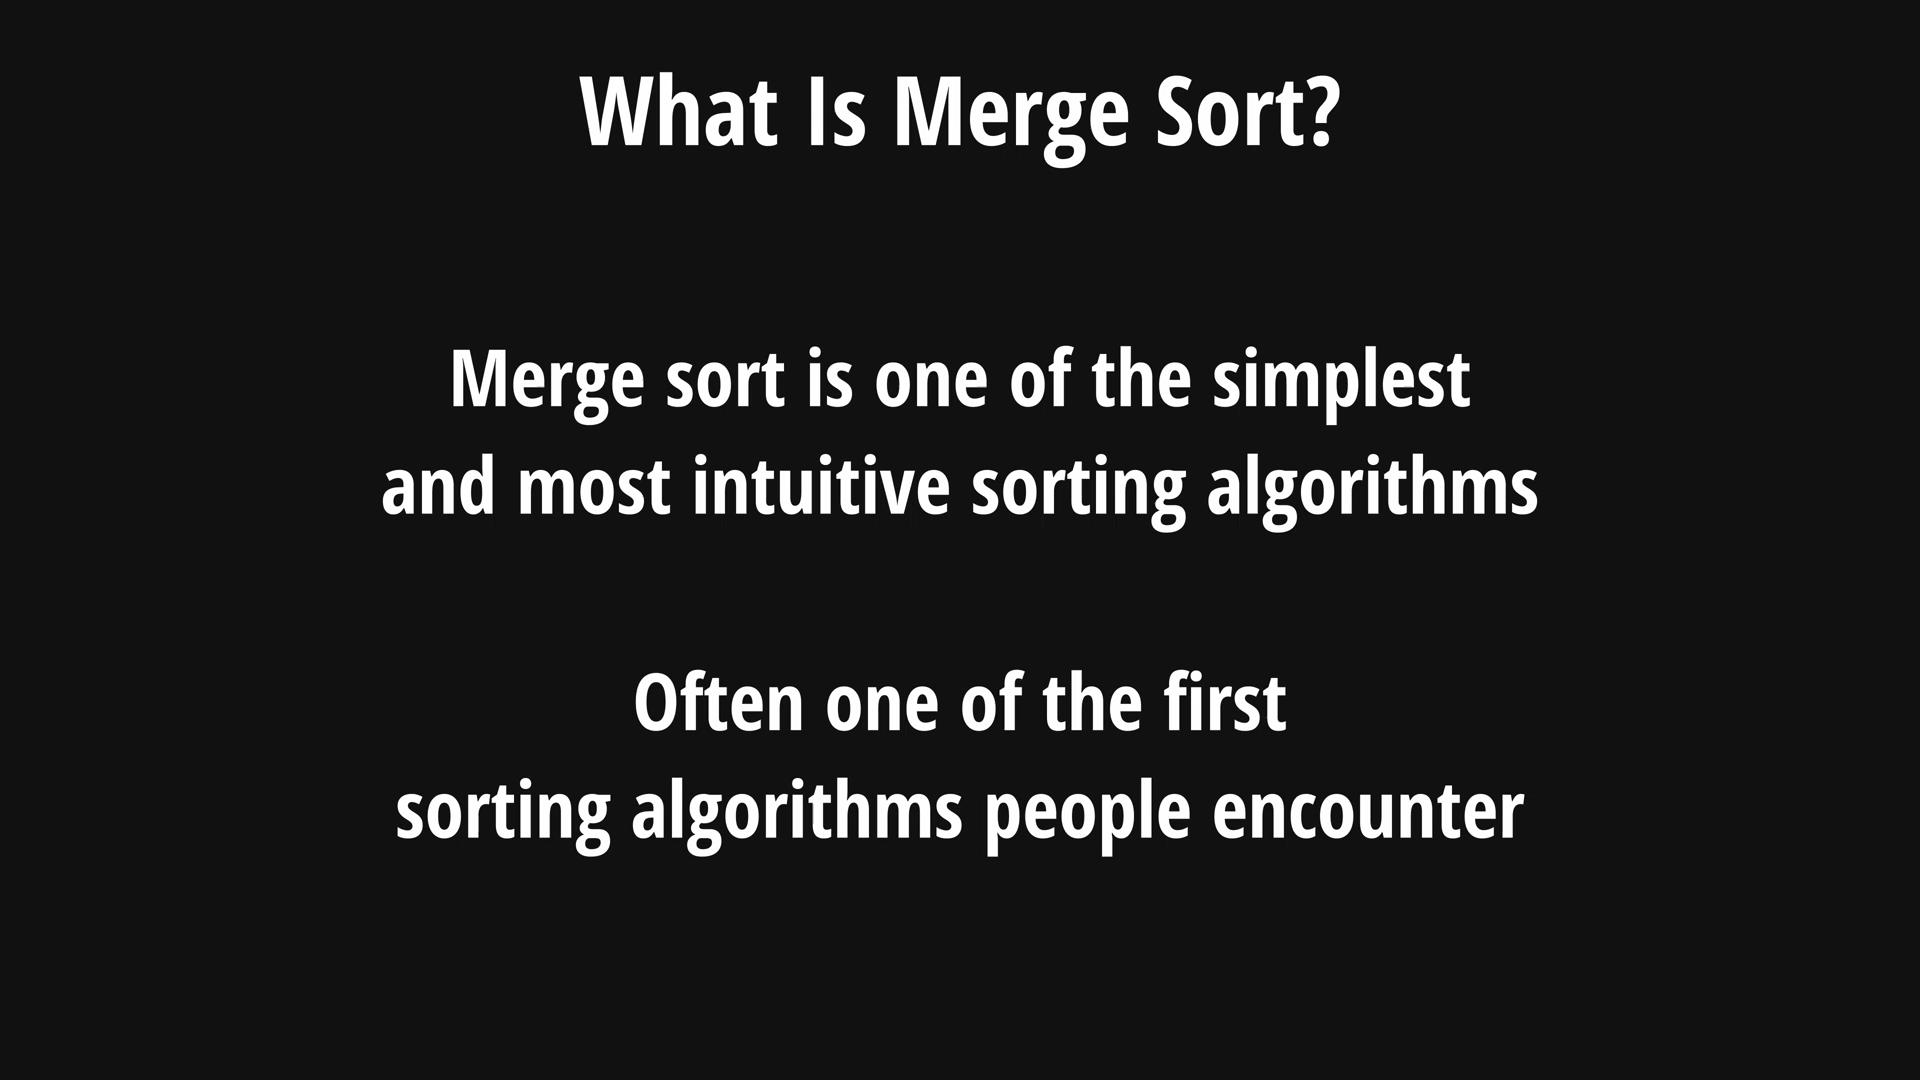 What Is Merge Sort?
Merge sort is one of the simplest
and most intuitive sorting algorithms
Often one of the first
sorting algorithms people encounter